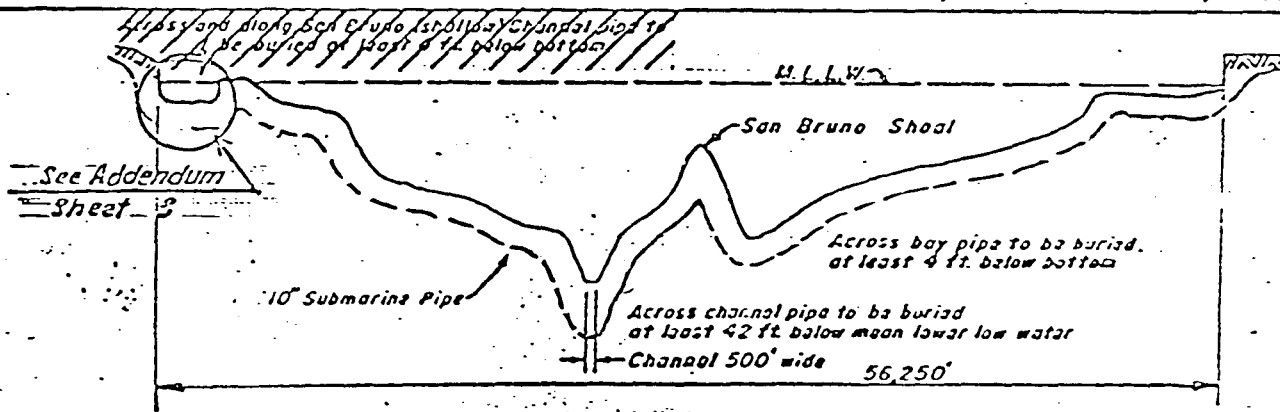 Across and along San Bruno (shallow) Channel pipe to
be buried at least 4 ft. below bottom
M.L.L.W.
San Bruno Shoal
See Addendum
Sheet
Across bay pipe to be buried.
at least 4 ft. below bottom
10" Submarine Pipe
Across channel pipe to be buried
at least 42 ft. below mean lower low water
Channel 500' wide
56,250'